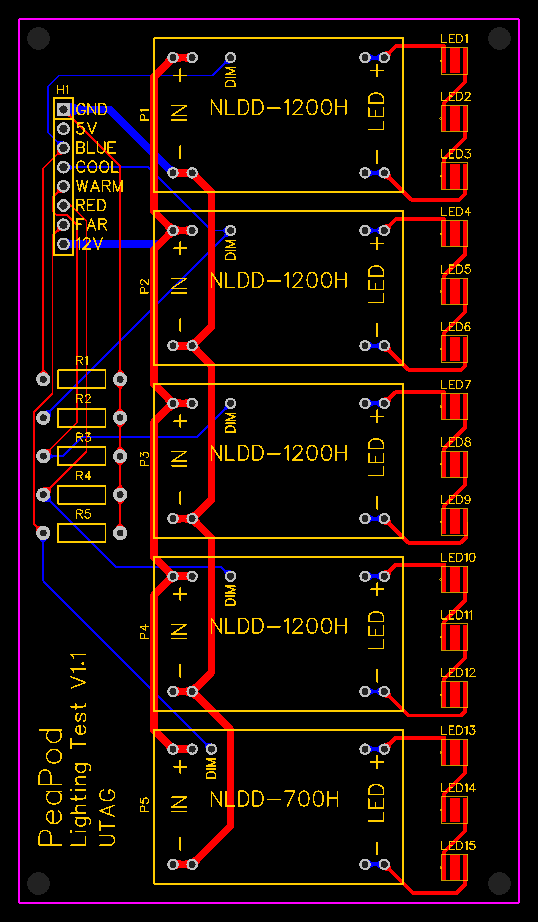 H1
GND
5V
BLUE
COOL
WARM
RED
FAR
12V
P1
+
IN
-
DIM
NLDD-1200H
+
LED
-
LED1
LED2
LED3
P2
+
IN
-
DIM
NLDD-1200H
+
LED
-
LED4
LED5
LED6
R1
R2
R3
R4
R5
P3
+
IN
-
DIM
NLDD-1200H
+
LED
-
LED7
LED8
LED9
P4
+
IN
-
DIM
NLDD-1200H
+
LED
-
LED10
LED11
LED12
P5
+
IN
-
DIM
NLDD-700H
+
LED
-
LED13
LED14
LED15
PeaPod
Lighting Test V1.1
UTAG